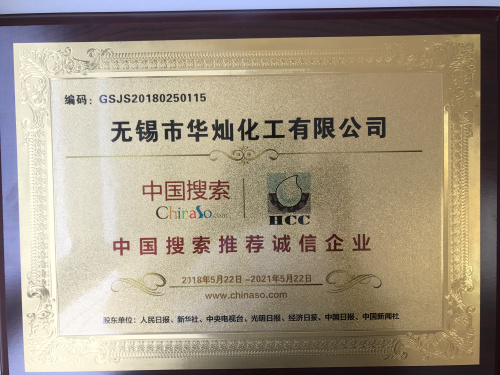 编码：GSJS20180250115
无锡市华灿化工有限公司
中国搜索
ChinaSo.com
HCC
中国搜索推荐诚信企业
2018年5月22日 ~2021年5月22日
www.chinaso.com
股东单位：人民日报、新华社、中央电视台、光明日报、经济日报、中国日报、中国新闻社